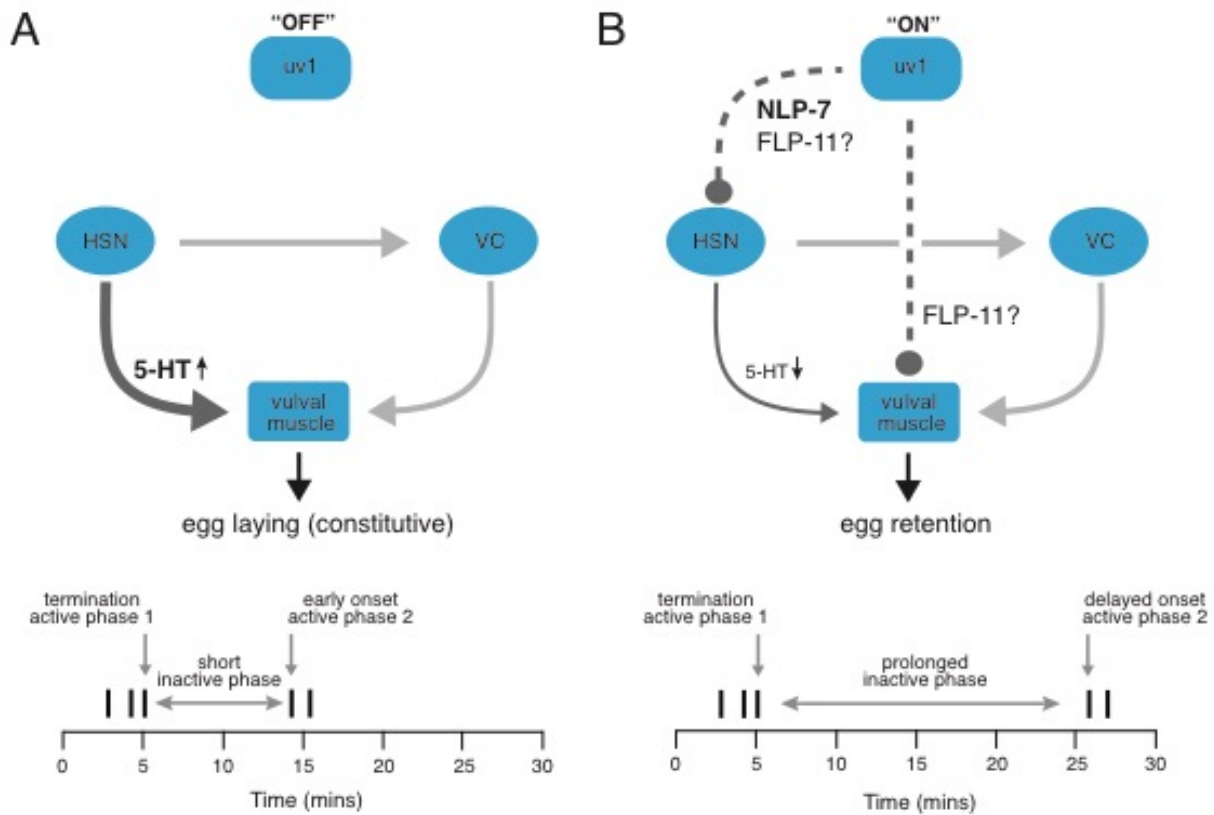 A
"OFF"
uv1
HSN
VC
5-HT ↑
vulval
muscle
egg laying (constitutive)
termination
active phase 1
early onset
active phase 2
short
inactive phase
0 5 10 15 20 25 30
Time (mins)
B
"ON"
uv1
NLP-7
FLP-11?
HSN
VC
FLP-11?
5-HT ↓
vulval
muscle
egg retention
termination
active phase 1
delayed onset
active phase 2
prolonged
inactive phase
0 5 10 15 20 25 30
Time (mins)